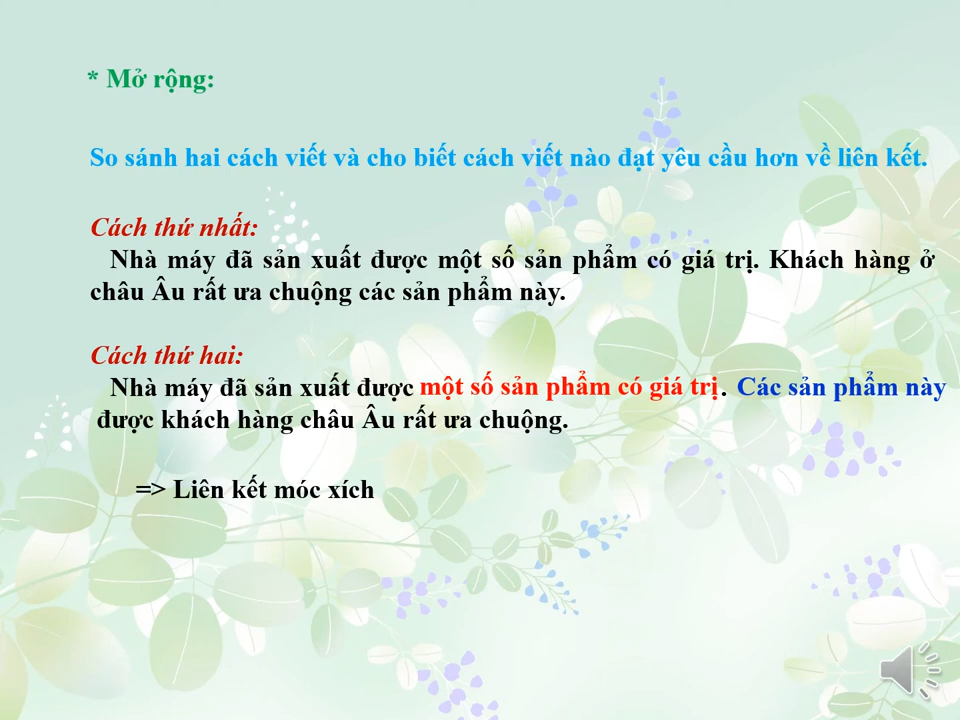 * Mở rộng:
So sánh hai cách viết và cho biết cách viết nào đạt yêu cầu hơn về liên kết.
Cách thứ nhất:
Nhà máy đã sản xuất được một số sản phẩm có giá trị. Khách hàng ở
châu Âu rất ưa chuộng các sản phẩm này.
Cách thứ hai:
Nhà máy đã sản xuất được một số sản phẩm có giá trị. Các sản phẩm này
được khách hàng châu Âu rất ưa chuộng.
=> Liên kết móc xích